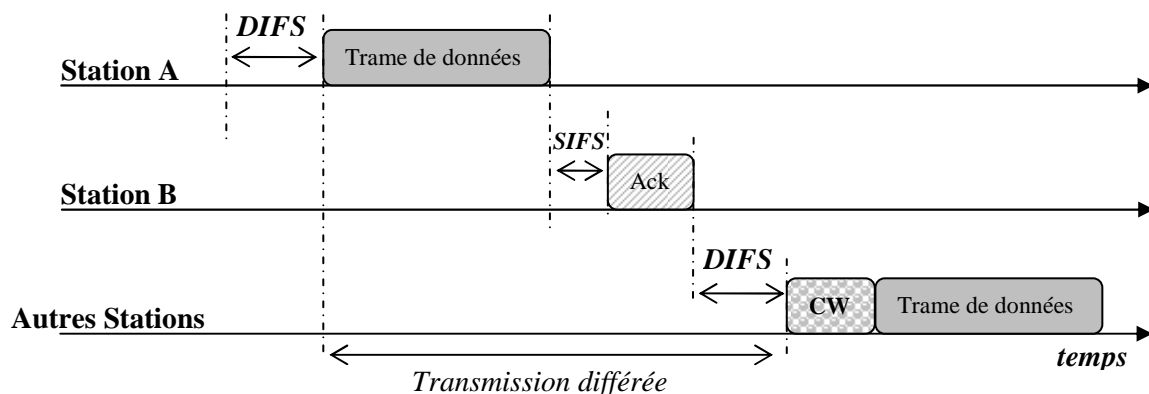 DIFS
Trame de données
Station A
SIFS
Ack
Station B
DIFS
CW
Trame de données
Autres Stations
temps
Transmission différée